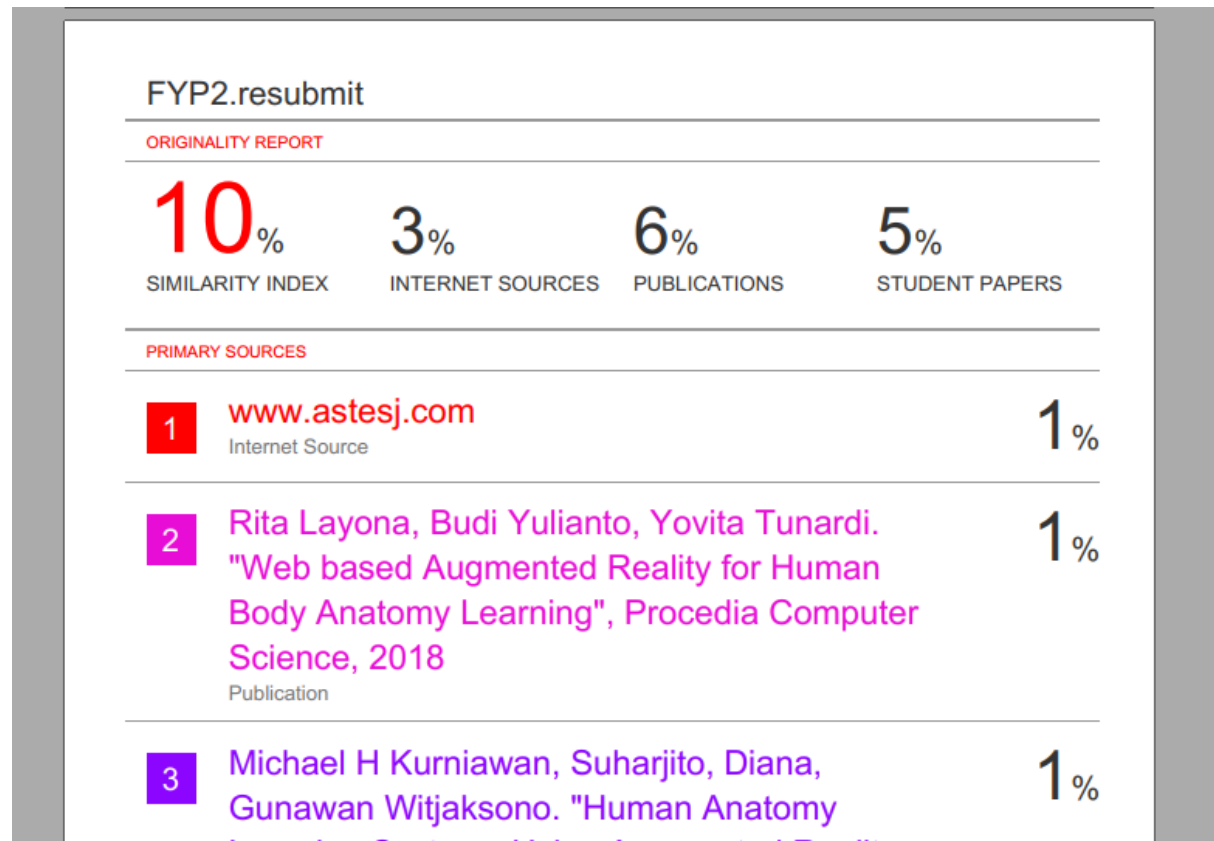 FYP2.resubmit
ORIGINALITY REPORT
10% 3% 6% 5%
SIMILARITY INDEX INTERNET SOURCES PUBLICATIONS STUDENT PAPERS
PRIMARY SOURCES
1 www.astesj.com 1%
Internet Source
2 Rita Layona, Budi Yulianto, Yovita Tunardi. 1%
"Web based Augmented Reality for Human
Body Anatomy Learning", Procedia Computer
Science, 2018
Publication
3 Michael H Kurniawan, Suharjito, Diana, 1%
Gunawan Witjaksono. "Human Anatomy